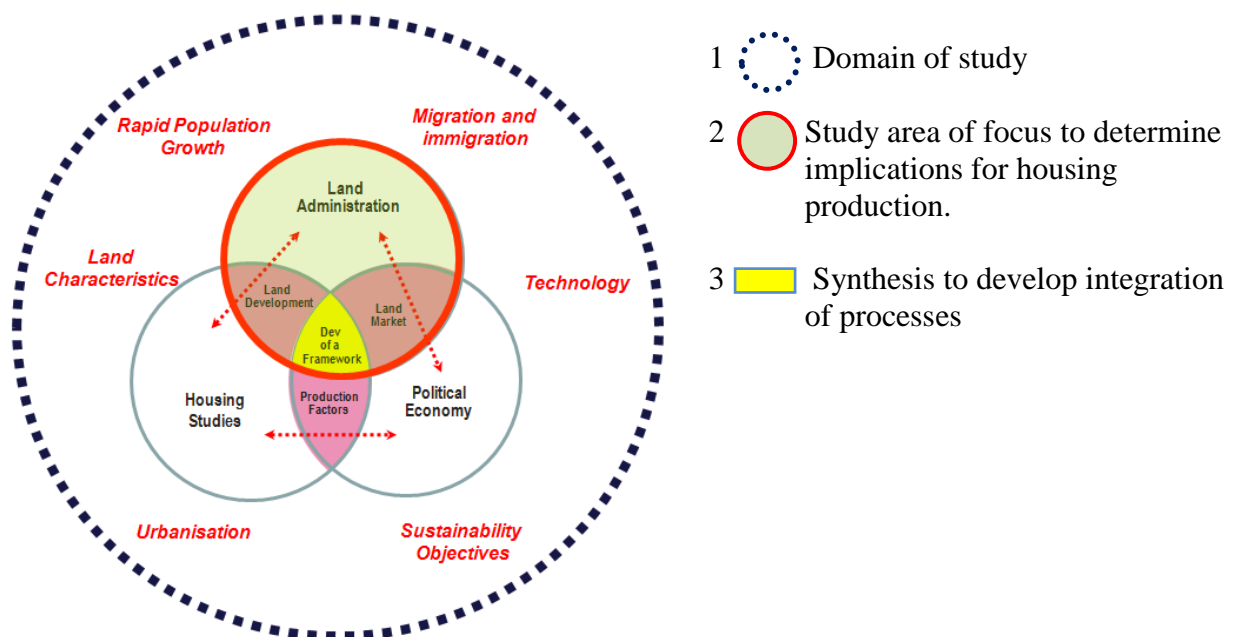 Rapid Population
Growth
Migration and
immigration
Land
Administration
Land
Characteristics
Technology
Land
Development
Land
Market
Dev
of a
Framework
Housing
Studies
Production
Factors
Political
Economy
Urbanisation
Sustainability
Objectives
1 Domain of study
2 Study area of focus to determine
implications for housing
production.
3 Synthesis to develop integration
of processes